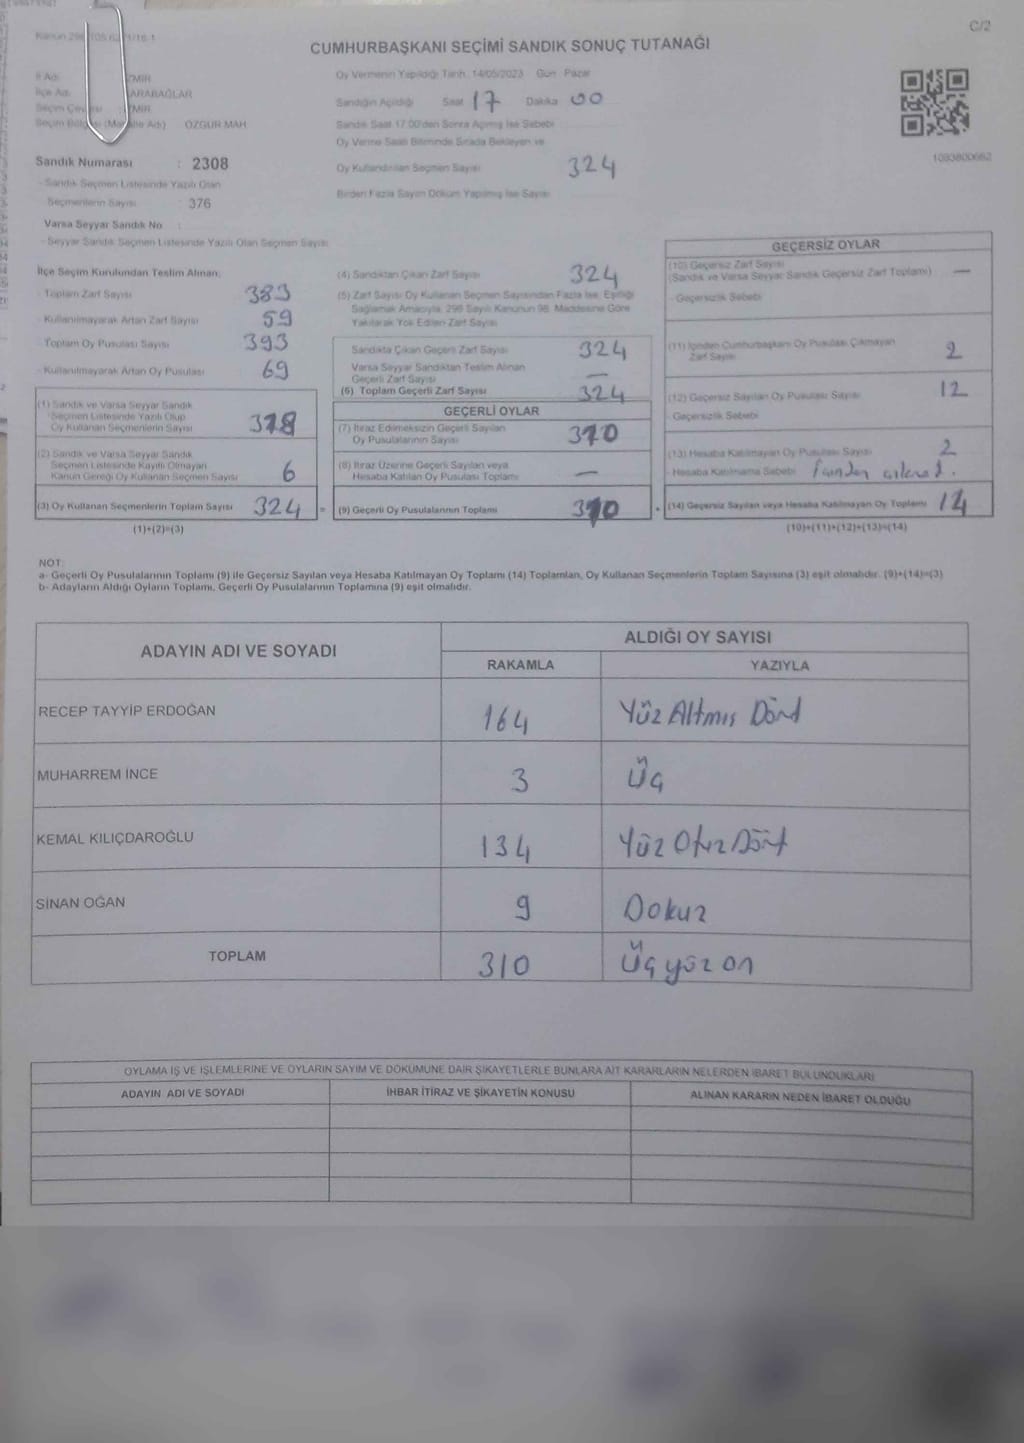 C/2
CUMHURBAŞKANI SEÇİMİ SANDIK SONUÇ TUTANAĞI
Kanun 298
İl Adı
İlçe Adı
ÖZGÜR MAH
Sandık Numarası : 2308
Sandık Seçmen Listesinde Yazılı Olan
Seçmenlerin Sayısı : 376
Varsa Seyyar Sandık No
- Seyyar Sandık Seçmen Listesinde Yazılı Olan Seçmen Sayısı
Oy Vermenin Yapıldığı Tarih : 14/05/2023 Gün : Pazar
Sandığın Açıldığı Saat 17 Dakika 00
Sandık Saat 17.00'den Sonra Açılmış İse Sebebi
Oy Verme Saati Bitiminde Sırada Bekleyen ve
Oy Kullandırılan Seçmen Sayısı 324
Birden Fazla Sayım Döküm Yapılmış İse Sayısı
1093800662
İlçe Seçim Kurulundan Teslim Alınan;
Toplam Zarf Sayısı 383
- Kullanılmayarak Artan Zarf Sayısı 59
Toplam Oy Pusulası Sayısı 393
- Kullanılmayarak Artan Oy Pusulası 69
(1) Sandık ve Varsa Seyyar Sandık
Seçmen Listesinde Yazılı Olup
Oy Kullanan Seçmenlerin Sayısı 318
(2) Sandık ve Varsa Seyyar Sandık
Seçmen Listesinde Kayıtlı Olmayan
Kanun Gereği Oy Kullanan Seçmen Sayısı 6
(3) Oy Kullanan Seçmenlerin Toplam Sayısı 324 =
(1)+(2)=(3)
(4) Sandıktan Çıkan Zarf Sayısı 324
(5) Zarf Sayısı Oy Kullanan Seçmen Sayısından Fazla İse, Eşitliği
Sağlamak Amacıyla, 298 Sayılı Kanunun 98. Maddesine Göre
Yakılarak Yok Edilen Zarf Sayısı
Sandıkta Çıkan Geçerli Zarf Sayısı 324
Varsa Seyyar Sandıktan Teslim Alınan
Geçerli Zarf Sayısı —
(6) Toplam Geçerli Zarf Sayısı 324
GEÇERLİ OYLAR
(7) İtiraz Edilmeksizin Geçerli Sayılan
Oy Pusulalarının Sayısı 310
(8) İtiraz Üzerine Geçerli Sayılan veya
Hesaba Katılan Oy Pusulası Toplamı —
(9) Geçerli Oy Pusulalarının Toplamı 310 +
GEÇERSİZ OYLAR
(10) Geçersiz Zarf Sayısı
(Sandık ve Varsa Seyyar Sandık Geçersiz Zarf Toplamı) —
- Geçersizlik Sebebi
(11) İçinden Cumhurbaşkanı Oy Pusulası Çıkmayan
Zarf Sayısı 2
(12) Geçersiz Sayılan Oy Pusulası Sayısı 12
- Geçersizlik Sebebi
(13) Hesaba Katılmayan Oy Pusulası Sayısı 2
- Hesaba Katılmama Sebebi
(14) Geçersiz Sayılan veya Hesaba Katılmayan Oy Toplamı 14
(10)+(11)+(12)+(13)=(14)
NOT:
a- Geçerli Oy Pusulalarının Toplamı (9) ile Geçersiz Sayılan veya Hesaba Katılmayan Oy Toplamı (14) Toplamları, Oy Kullanan Seçmenlerin Toplam Sayısına (3) eşit olmalıdır. (9)+(14)=(3)
b- Adayların Aldığı Oyların Toplamı, Geçerli Oy Pusulalarının Toplamına (9) eşit olmalıdır.
ADAYIN ADI VE SOYADI
ALDIĞI OY SAYISI
RAKAMLA YAZIYLA
RECEP TAYYİP ERDOĞAN 164 Yüz Altmış Dört
MUHARREM İNCE 3 Üç
KEMAL KILIÇDAROĞLU 134 Yüz Otuz Dört
SİNAN OĞAN 9 Dokuz
TOPLAM 310 Üç yüz on
OYLAMA İŞ VE İŞLEMLERİNE VE OYLARIN SAYIM VE DÖKÜMÜNE DAİR ŞİKAYETLERLE BUNLARA AİT KARARLARIN NELERDEN İBARET BULUNDUKLARI
ADAYIN ADI VE SOYADI İHBAR İTİRAZ VE ŞİKAYETİN KONUSU ALINAN KARARIN NEDEN İBARET OLDUĞU